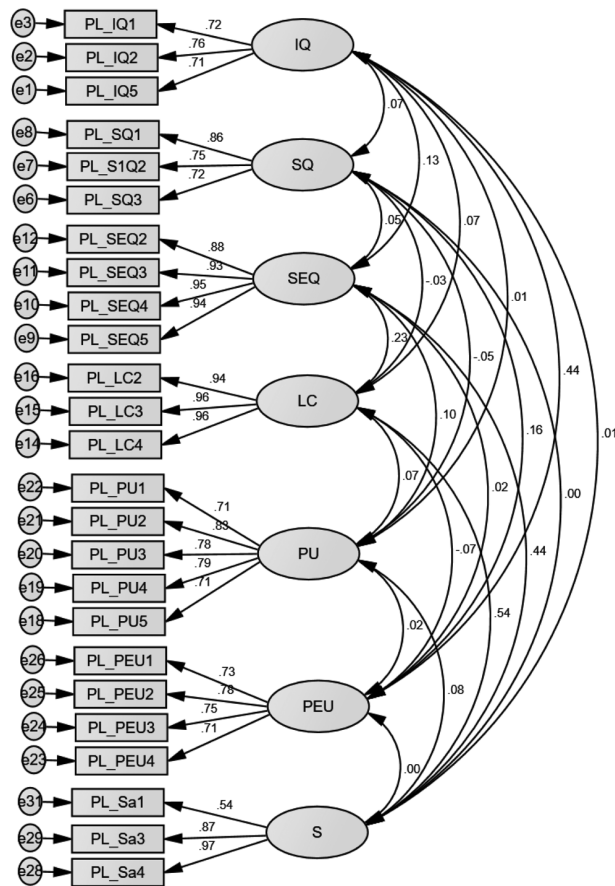 e3 PL_IQ1 .72
e2 PL_IQ2 .76 IQ
e1 PL_IQ5 .71
.07
e8 PL_SQ1 .86
e7 PL_S1Q2 .75 SQ .13
e6 PL_SQ3 .72
.05 .07
e12 PL_SEQ2 .88
e11 PL_SEQ3 .93 SEQ -.03
e10 PL_SEQ4 .95 .01
e9 PL_SEQ5 .94
.23 -.05
e16 PL_LC2 .94 .44
e15 PL_LC3 .96 LC
e14 PL_LC4 .96 .10 .16 .01
e22 PL_PU1 .07 .02 .00
e21 PL_PU2 .71
e20 PL_PU3 .83 PU -.07 .44
e19 PL_PU4 .78
e18 PL_PU5 .79
.71
.02 .54
e26 PL_PEU1 .73
e25 PL_PEU2 .78 PEU .08
e24 PL_PEU3 .75
e23 PL_PEU4 .71
.00
e31 PL_Sa1 .54
e29 PL_Sa3 .87 S
e28 PL_Sa4 .97